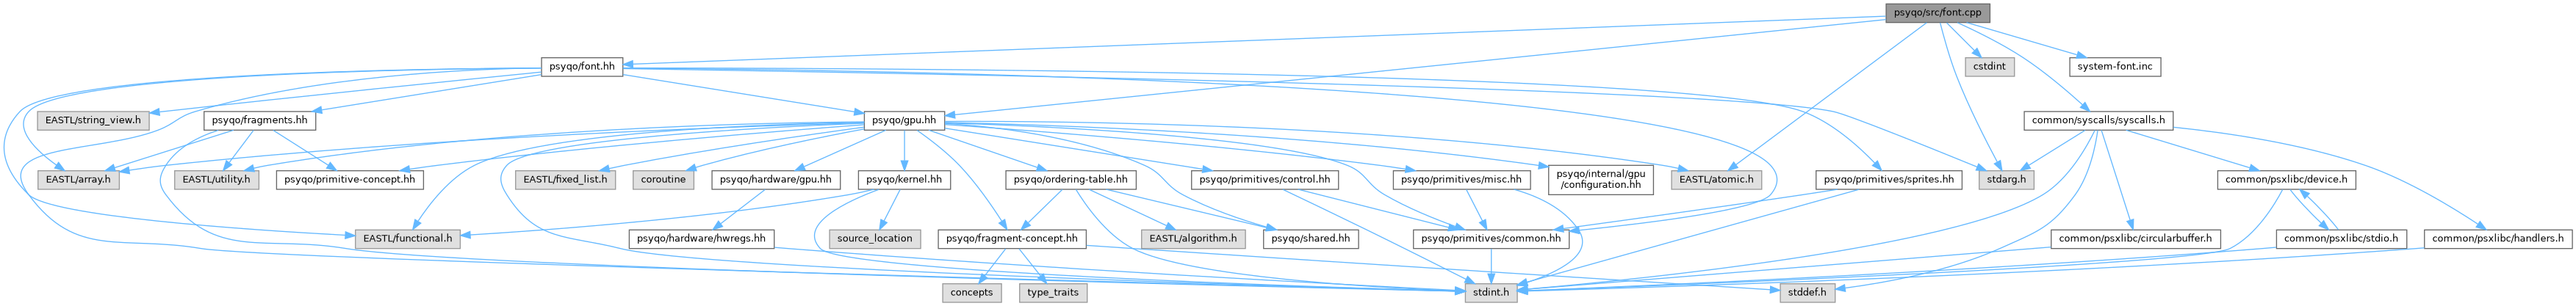 psyqo/src/font.cpp
psyqo/font.hh
cstdint
system-font.inc
EASTL/string_view.h
psyqo/fragments.hh
psyqo/gpu.hh
common/syscalls/syscalls.h
EASTL/array.h
EASTL/utility.h
psyqo/primitive-concept.hh
EASTL/fixed_list.h
coroutine
psyqo/hardware/gpu.hh
psyqo/kernel.hh
psyqo/ordering-table.hh
psyqo/primitives/control.hh
psyqo/primitives/misc.hh
psyqo/internal/gpu
/configuration.hh
EASTL/atomic.h
psyqo/primitives/sprites.hh
stdarg.h
common/psxlibc/device.h
EASTL/functional.h
psyqo/hardware/hwregs.hh
source_location
psyqo/fragment-concept.hh
EASTL/algorithm.h
psyqo/shared.hh
psyqo/primitives/common.hh
common/psxlibc/circularbuffer.h
common/psxlibc/stdio.h
common/psxlibc/handlers.h
concepts
type_traits
stdint.h
stddef.h